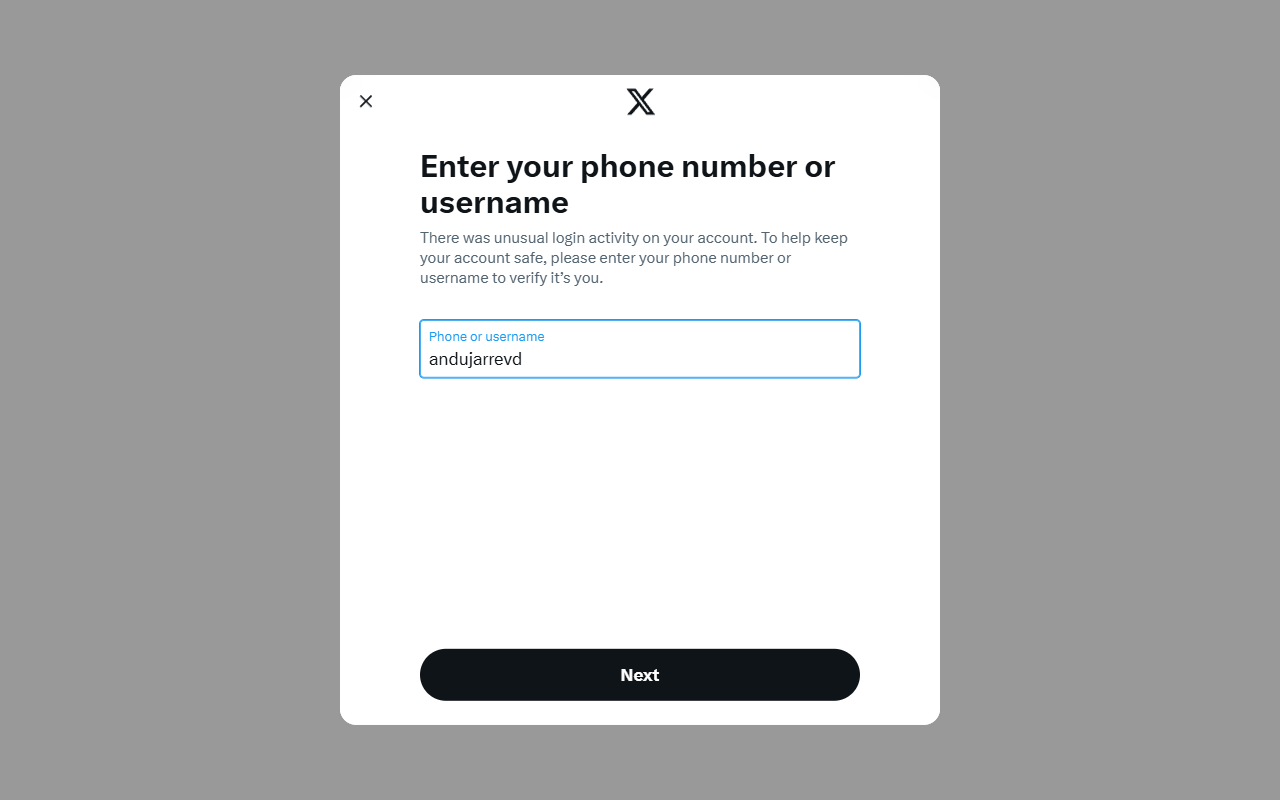 Enter your phone number or
username
There was unusual login activity on your account. To help keep
your account safe, please enter your phone number or
username to verify it’s you.
Phone or username
andujarrevd
Next